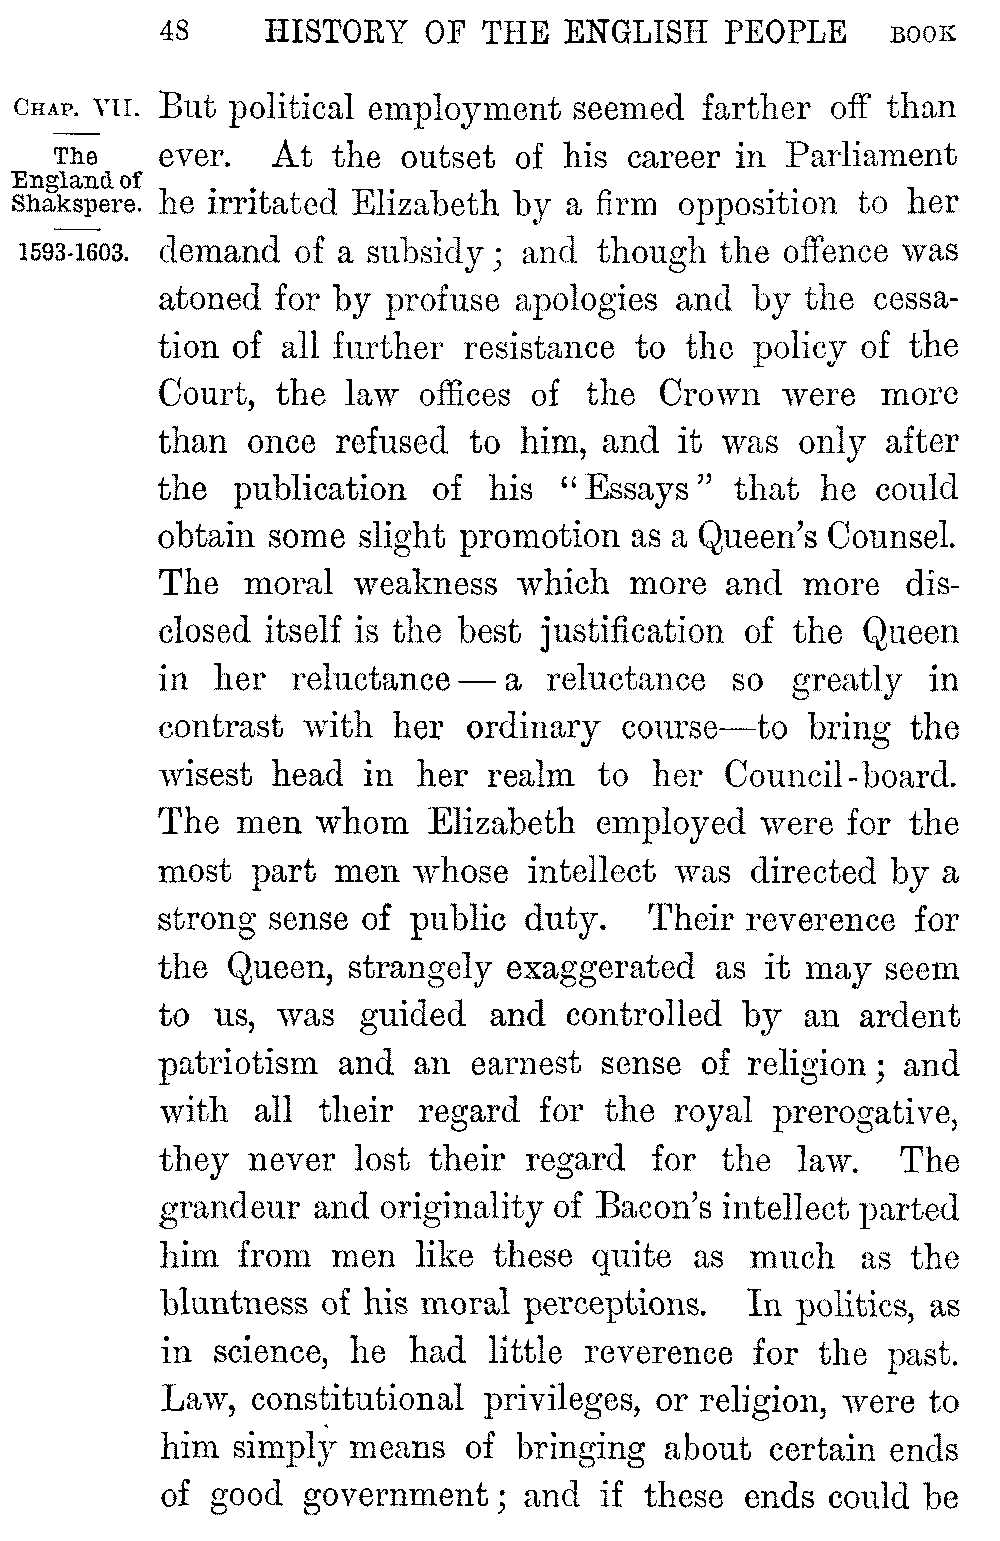 48 HISTORY OF THE ENGLISH PEOPLE BOOK
CHAP. VII.
The
England of
Shakspere.
1593-1603.
But political employment seemed farther off than
ever. At the outset of his career in Parliament
he irritated Elizabeth by a firm opposition to her
demand of a subsidy; and though the offence was
atoned for by profuse apologies and by the cessa-
tion of all further resistance to the policy of the
Court, the law offices of the Crown were more
than once refused to him, and it was only after
the publication of his "Essays" that he could
obtain some slight promotion as a Queen's Counsel.
The moral weakness which more and more dis-
closed itself is the best justification of the Queen
in her reluctance—a reluctance so greatly in
contrast with her ordinary course—to bring the
wisest head in her realm to her Council-board.
The men whom Elizabeth employed were for the
most part men whose intellect was directed by a
strong sense of public duty. Their reverence for
the Queen, strangely exaggerated as it may seem
to us, was guided and controlled by an ardent
patriotism and an earnest sense of religion; and
with all their regard for the royal prerogative,
they never lost their regard for the law. The
grandeur and originality of Bacon's intellect parted
him from men like these quite as much as the
bluntness of his moral perceptions. In politics, as
in science, he had little reverence for the past.
Law, constitutional privileges, or religion, were to
him simply means of bringing about certain ends
of good government; and if these ends could be